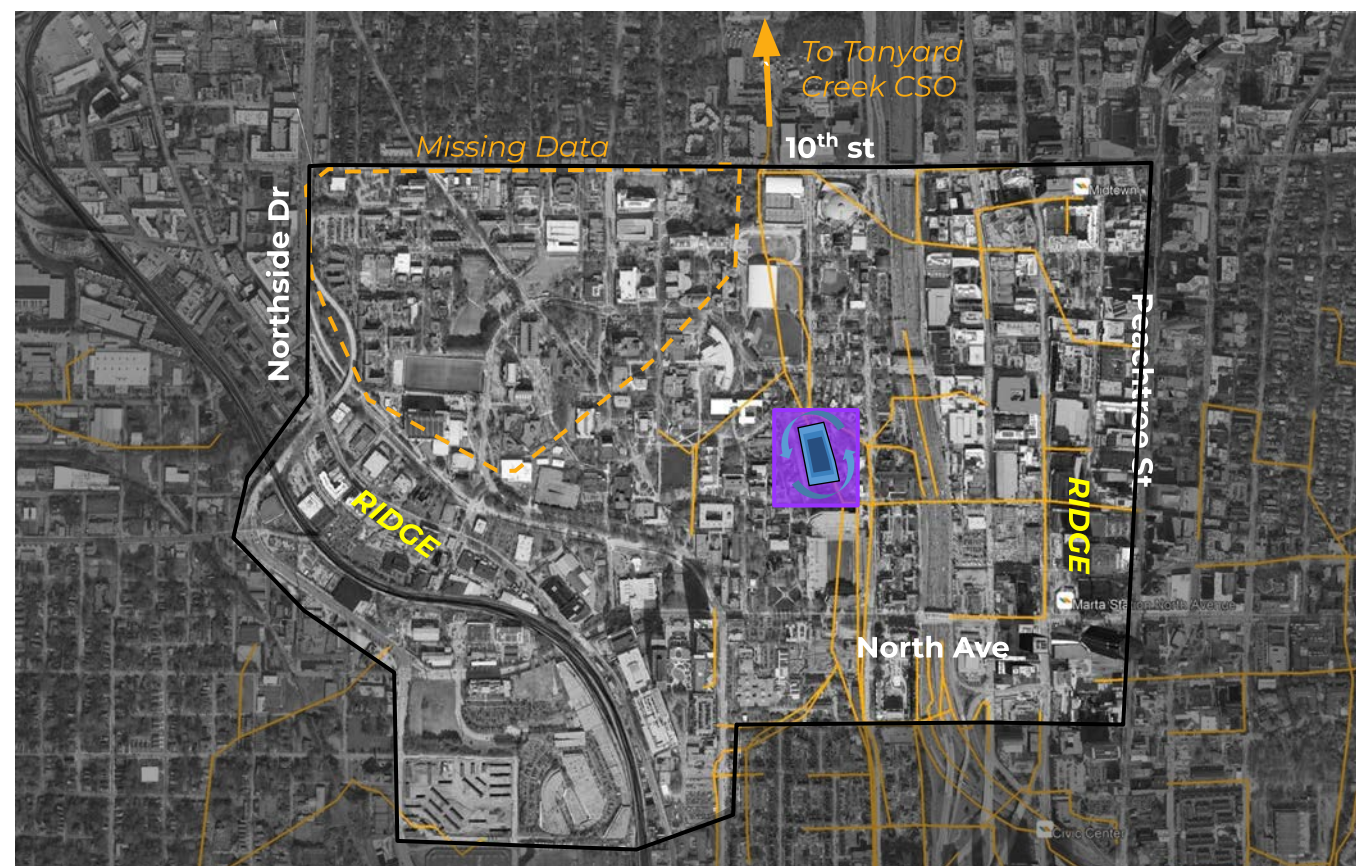 To Tanyard
Creek CSO
Missing Data
10th st
Midtown
Northside Dr
Peachtree St
RIDGE
RIDGE
Marta Station North Avenue
North Ave
Civic Center